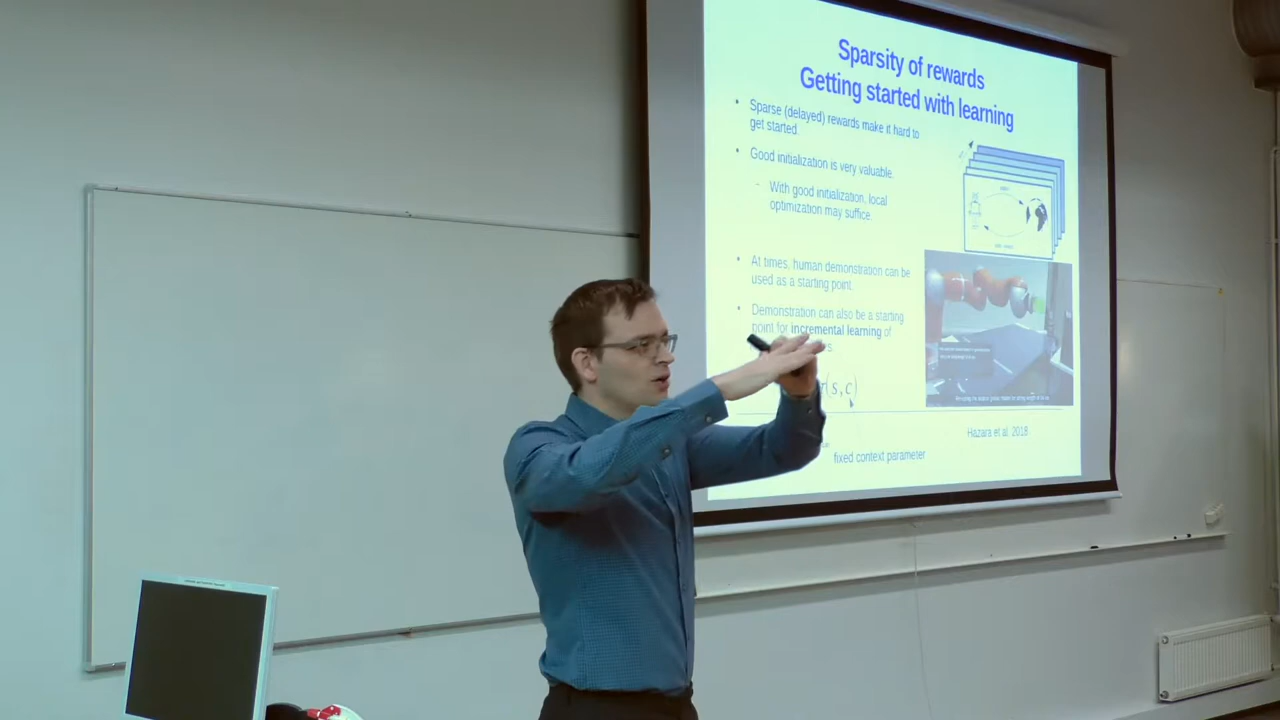 Sparsity of rewards
Getting started with learning
• Sparse (delayed) rewards make it hard to
get started.
• Good initialization is very valuable.
- With good initialization, local
optimization may suffice.
• At times, human demonstration can be
used as a starting point
• Demonstration can also be a starting
point for incremental learning of
(s,c)
Hazara et al. 2018
fixed context parameter